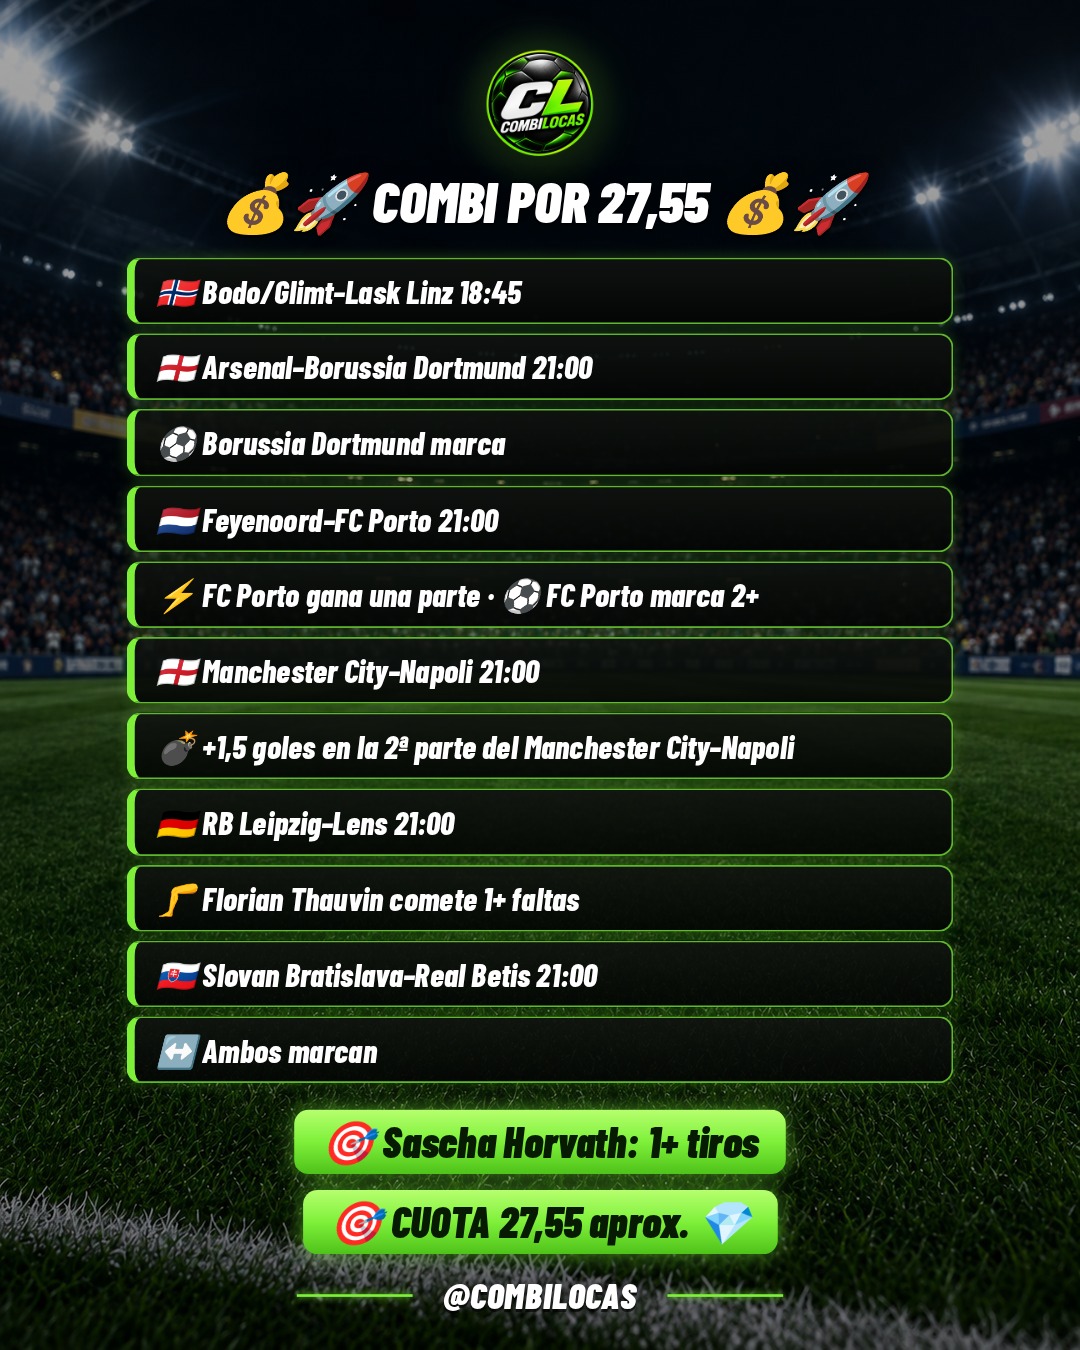 CL
COMBILOCAS
💰🚀 COMBI POR 27,55 💰🚀
🇳🇴 Bodo/Glimt-Lask Linz 18:45
🏴󠁧󠁢󠁥󠁮󠁧󠁿 Arsenal-Borussia Dortmund 21:00
⚽ Borussia Dortmund marca
🇳🇱 Feyenoord-FC Porto 21:00
⚡ FC Porto gana una parte · ⚽ FC Porto marca 2+
🏴󠁧󠁢󠁥󠁮󠁧󠁿 Manchester City-Napoli 21:00
💣 +1,5 goles en la 2ª parte del Manchester City-Napoli
🇩🇪 RB Leipzig-Lens 21:00
🦵 Florian Thauvin comete 1+ faltas
🇸🇰 Slovan Bratislava-Real Betis 21:00
↔️ Ambos marcan
🎯 Sascha Horvath: 1+ tiros
🎯 CUOTA 27,55 aprox. 💎
@COMBILOCAS